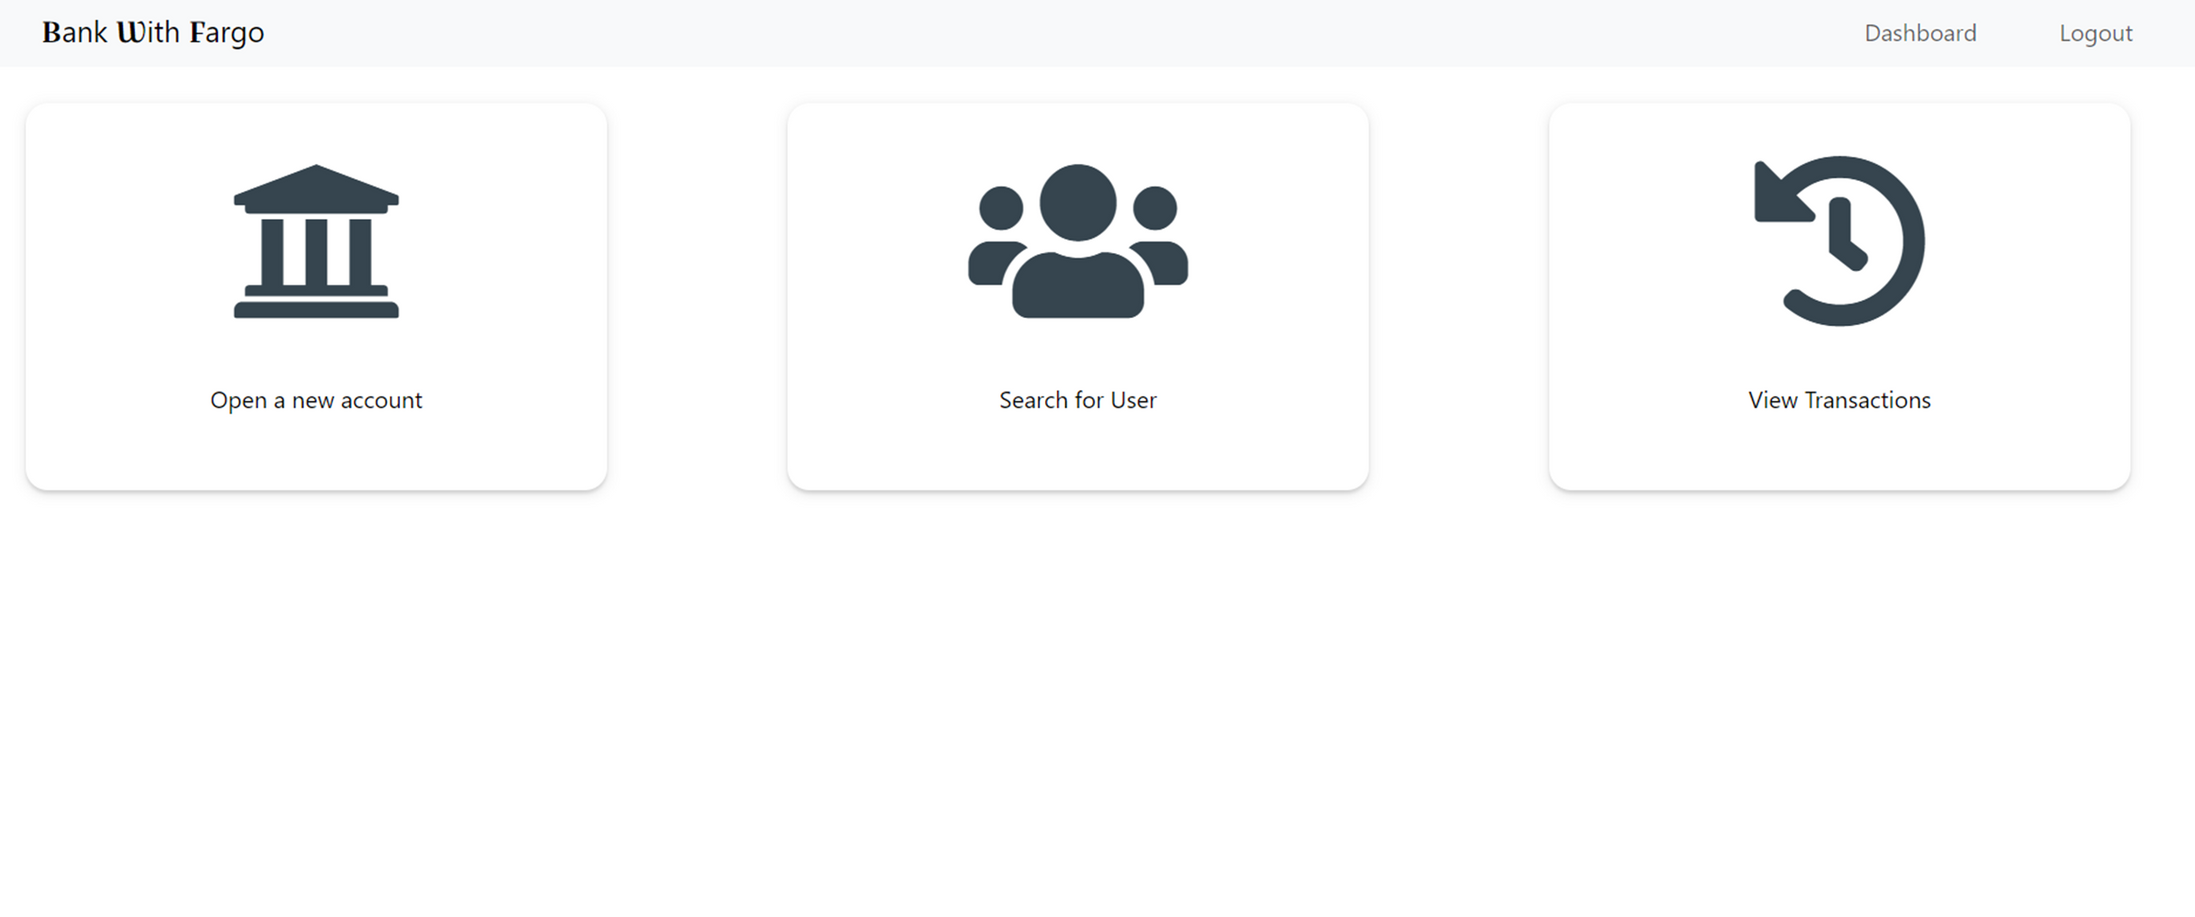 Bank With Fargo
Dashboard
Logout
Open a new account
Search for User
View Transactions